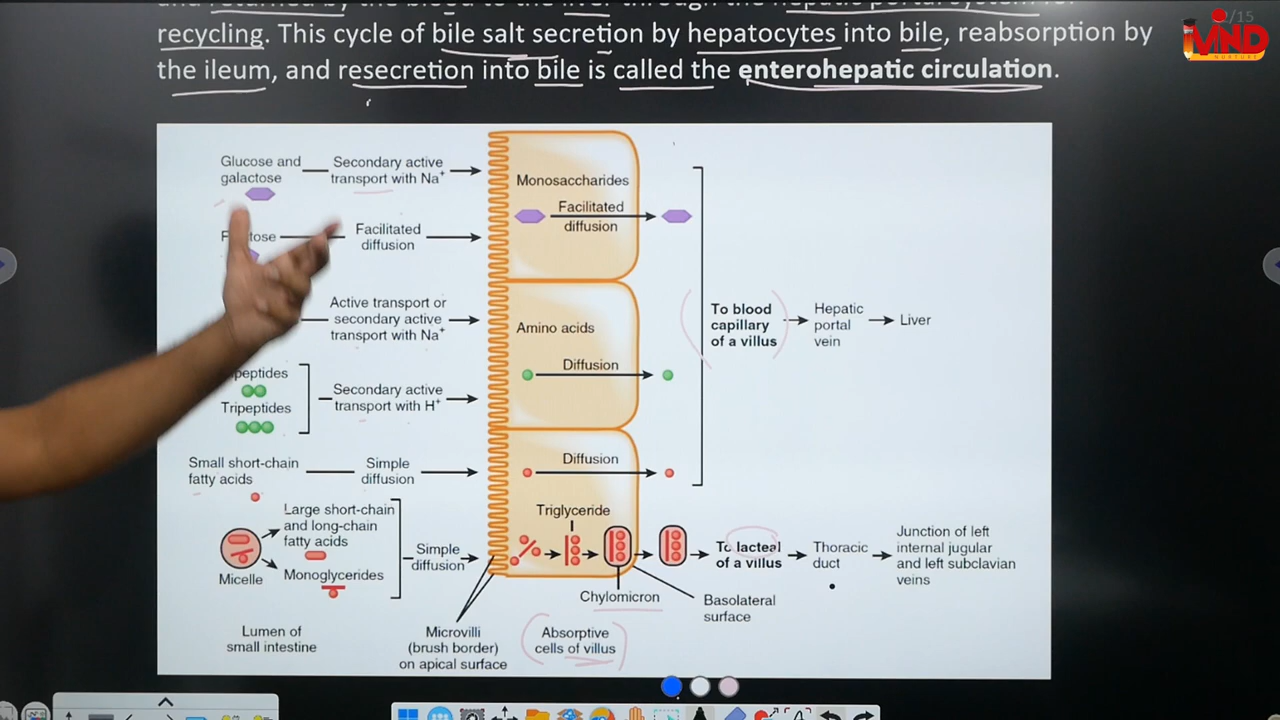 recycling. This cycle of bile salt secretion by hepatocytes into bile, reabsorption by
the ileum, and resecretion into bile is called the enterohepatic circulation.
/15
MIND
NURTURE
Glucose and
galactose
Secondary active
transport with Na+
Monosaccharides
Facilitated
diffusion
Facilitated
diffusion
Active transport or
secondary active
transport with Na+
Amino acids
Diffusion
To blood
capillary
of a villus
Hepatic
portal
vein
Liver
Tripeptides
Secondary active
transport with H+
Small short-chain
fatty acids
Simple
diffusion
Diffusion
Large short-chain
and long-chain
fatty acids
Micelle
Monoglycerides
Simple
diffusion
Triglyceride
Chylomicron
To lacteal
of a villus
Thoracic
duct
Junction of left
internal jugular
and left subclavian
veins
Basolateral
surface
Lumen of
small intestine
Microvilli
(brush border)
on apical surface
Absorptive
cells of villus